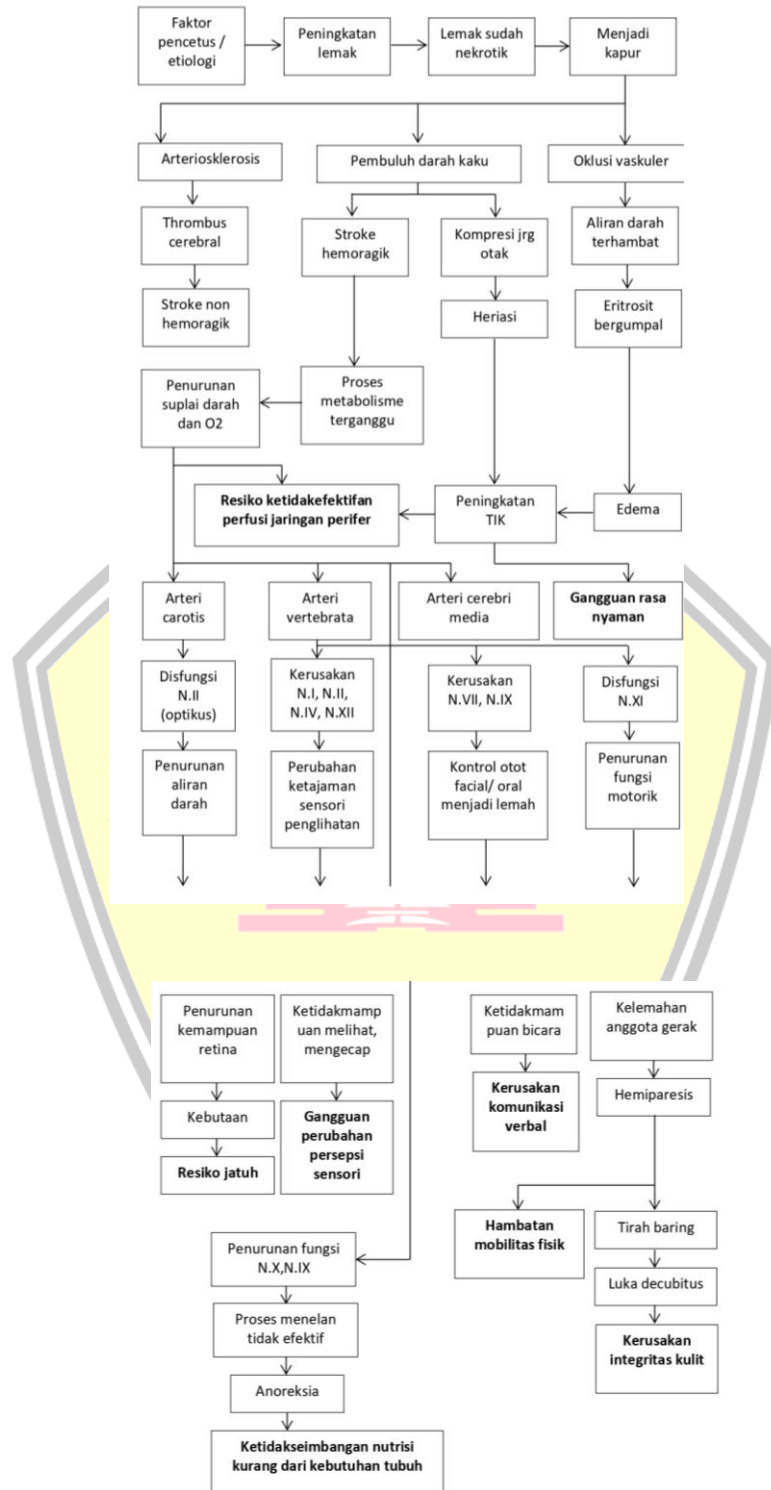 Faktor
pencetus /
etiologi
Peningkatan
lemak
Lemak sudah
nekrotik
Menjadi
kapur
Arteriosklerosis
Pembuluh darah kaku
Oklusi vaskuler
Thrombus
cerebral
Stroke
hemoragik
Kompresi jrg
otak
Aliran darah
terhambat
Stroke non
hemoragik
Heriasi
Eritrosit
bergumpal
Penurunan
suplai darah
dan O2
Proses
metabolisme
terganggu
Resiko ketidakefektifan
perfusi jaringan perifer
Peningkatan
TIK
Edema
Arteri
carotis
Arteri
vertebrata
Arteri cerebri
media
Gangguan rasa
nyaman
Disfungsi
N.II
(optikus)
Kerusakan
N.I, N.II,
N.IV, N.XII
Kerusakan
N.VII, N.IX
Disfungsi
N.XI
Penurunan
aliran
darah
Perubahan
ketajaman
sensori
penglihatan
Kontrol otot
facial/ oral
menjadi lemah
Penurunan
fungsi
motorik
Penurunan
kemampuan
retina
Ketidakmamp
uan melihat,
mengecap
Ketidakmam
puan bicara
Kelemahan
anggota gerak
Kebutaan
Gangguan
perubahan
persepsi
sensori
Kerusakan
komunikasi
verbal
Hemiparesis
Resiko jatuh
Hambatan
mobilitas fisik
Tirah baring
Penurunan fungsi
N.X,N.IX
Luka decubitus
Proses menelan
tidak efektif
Kerusakan
integritas kulit
Anoreksia
Ketidakseimbangan nutrisi
kurang dari kebutuhan tubuh